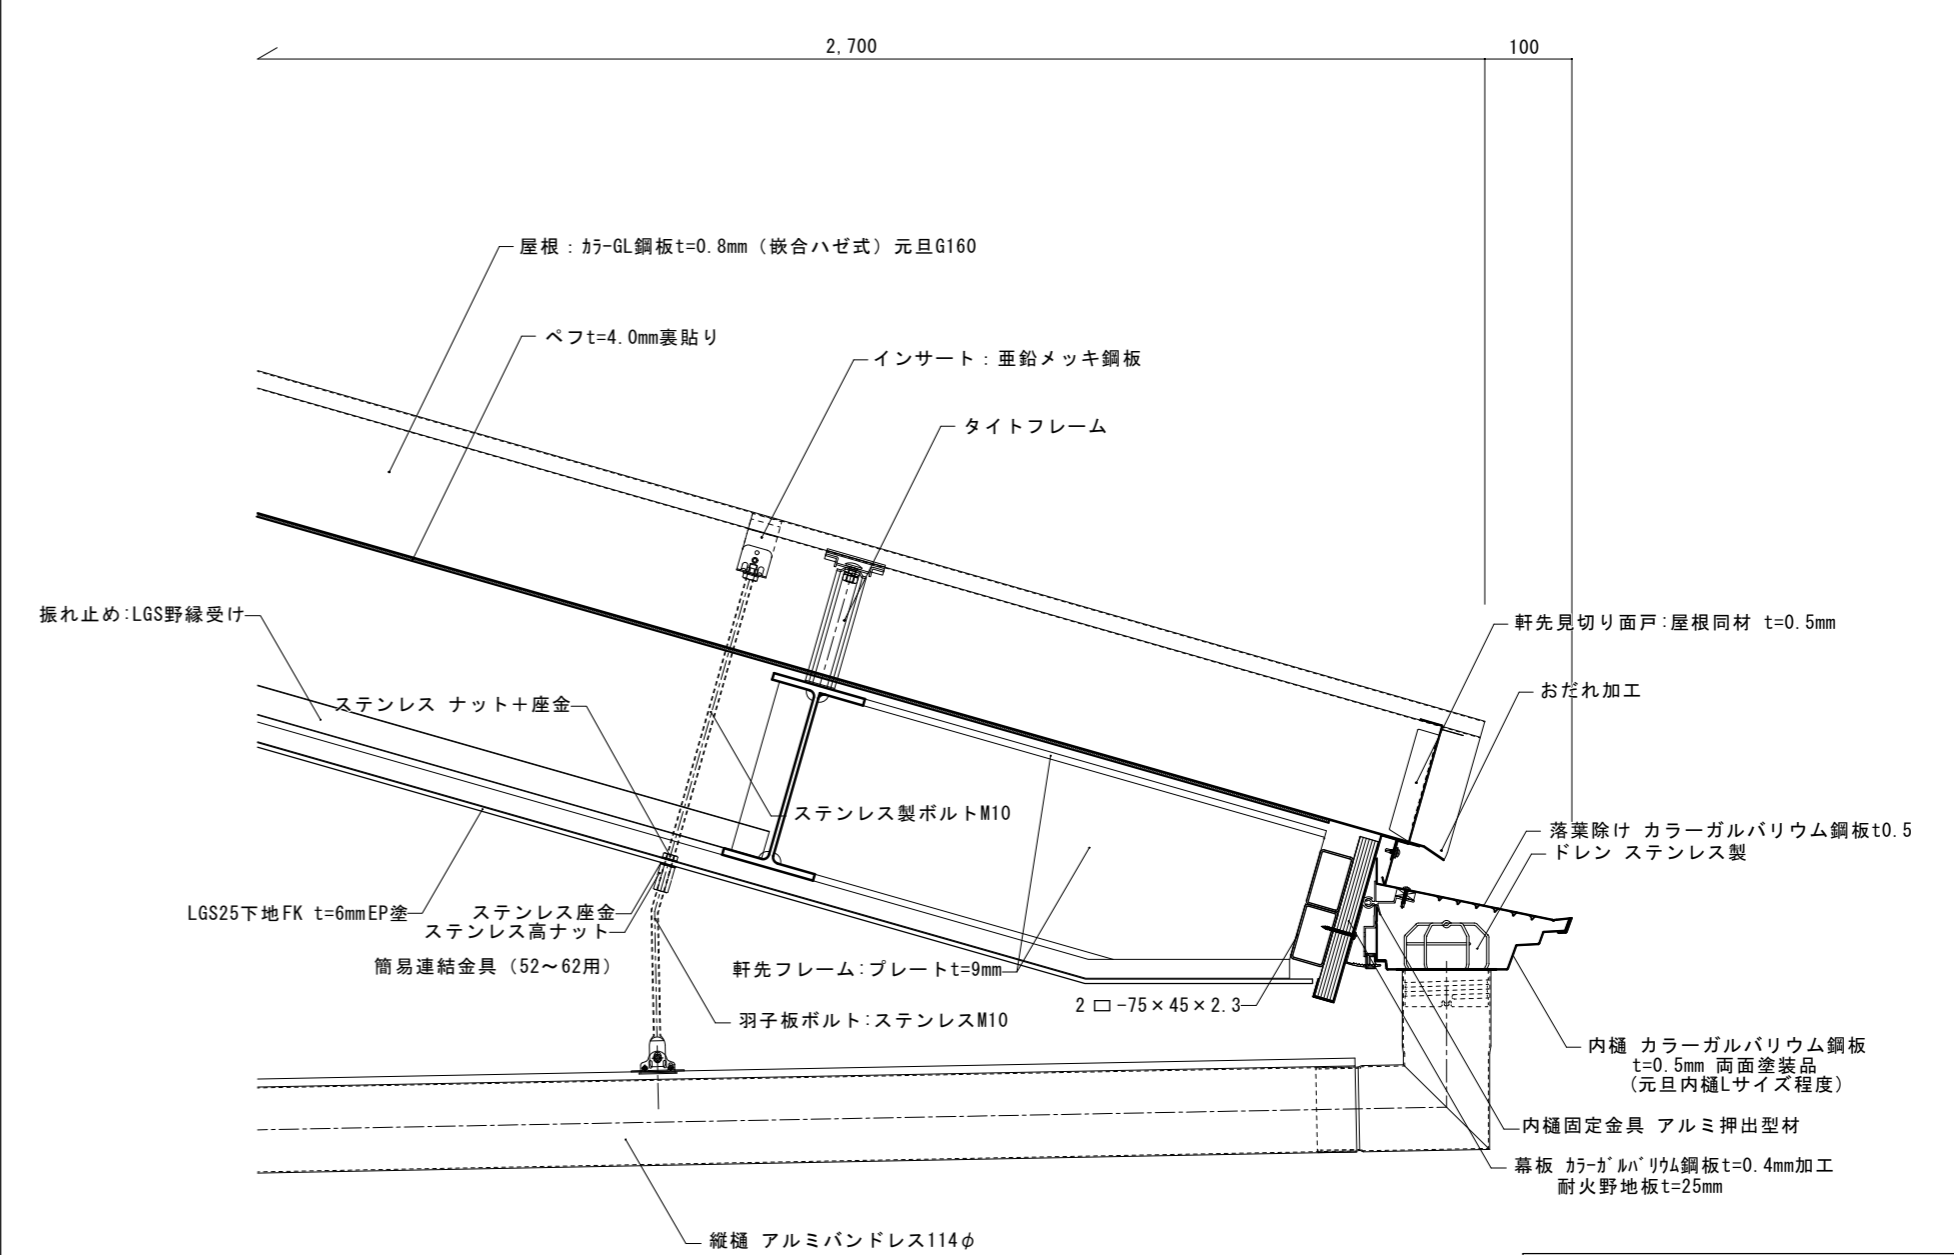 2,700
100
屋根：ｶﾗｰGL鋼板t=0.8mm（嵌合ハゼ式）元旦G160
ペフt=4.0mm裏貼り
インサート：亜鉛メッキ鋼板
タイトフレーム
振れ止め:LGS野縁受け
軒先見切り面戸:屋根同材 t=0.5mm
おだれ加工
ステンレス ナット＋座金
ステンレス製ボルトM10
落葉除け カラーガルバリウム鋼板t0.5
ドレン ステンレス製
LGS25下地FK t=6mmEP塗
ステンレス座金
ステンレス高ナット
簡易連結金具（52～62用）
軒先フレーム:プレートt=9mm
2 □-75×45×2.3
羽子板ボルト:ステンレスM10
内樋 カラーガルバリウム鋼板
t=0.5mm 両面塗装品
(元旦内樋Lサイズ程度)
内樋固定金具 アルミ押出型材
幕板 ｶﾗｰｶﾞﾙﾊﾞﾘｳﾑ鋼板t=0.4mm加工
耐火野地板t=25mm
縦樋 アルミバンドレス114φ